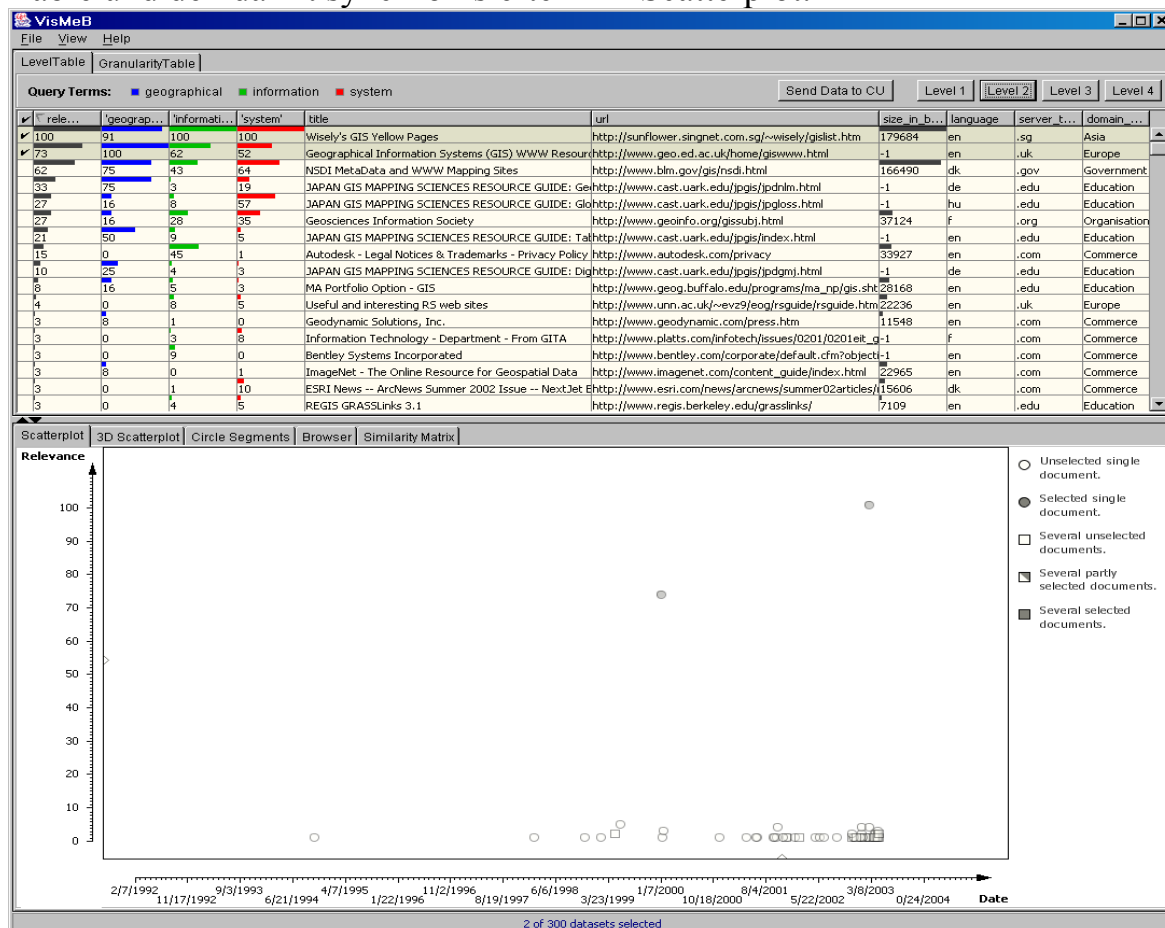 VisMeB
File View Help
LevelTable GranularityTable
Query Terms: geographical information system Send Data to CU Level 1 Level 2 Level 3 Level 4
rele... 'geograp... 'informati... 'system' title url size_in_b... language server_t... domain_...
100 91 100 100 Wisely's GIS Yellow Pages http://sunflower.singnet.com.sg/~wisely/gislist.htm 179684 en .sg Asia
73 100 62 52 Geographical Information Systems (GIS) WWW Resour http://www.geo.ed.ac.uk/home/giswww.html -1 en .uk Europe
62 75 43 64 NSDI MetaData and WWW Mapping Sites http://www.blm.gov/gis/nsdi.html 166490 dk .gov Government
33 75 3 19 JAPAN GIS MAPPING SCIENCES RESOURCE GUIDE: Ge http://www.cast.uark.edu/jpgis/jpdnlm.html -1 de .edu Education
27 16 8 57 JAPAN GIS MAPPING SCIENCES RESOURCE GUIDE: Glo http://www.cast.uark.edu/jpgis/jpgloss.html -1 hu .edu Education
27 16 28 35 Geosciences Information Society http://www.geoinfo.org/gissubj.html 37124 f .org Organisation
21 50 9 5 JAPAN GIS MAPPING SCIENCES RESOURCE GUIDE: Tal http://www.cast.uark.edu/jpgis/index.html -1 en .edu Education
15 0 45 1 Autodesk - Legal Notices & Trademarks - Privacy Policy http://www.autodesk.com/privacy 33927 en .com Commerce
10 25 4 3 JAPAN GIS MAPPING SCIENCES RESOURCE GUIDE: Dig http://www.cast.uark.edu/jpgis/jpdgmj.html -1 de .edu Education
8 16 5 3 MA Portfolio Option - GIS http://www.geog.buffalo.edu/programs/ma_np/gis.sht 28168 en .edu Education
4 0 8 5 Useful and interesting RS web sites http://www.unn.ac.uk/~evz9/eog/rsguide/rsguide.htm 22236 en .uk Europe
3 8 1 0 Geodynamic Solutions, Inc. http://www.geodynamic.com/press.htm 11548 en .com Commerce
3 0 3 8 Information Technology - Department - From GITA http://www.platts.com/infotech/issues/0201/0201eit_g -1 f .com Commerce
3 0 9 0 Bentley Systems Incorporated http://www.bentley.com/corporate/default.cfm?objecti -1 en .com Commerce
3 8 0 1 ImageNet - The Online Resource for Geospatial Data http://www.imagenet.com/content_guide/index.html 22965 en .com Commerce
3 0 1 10 ESRI News -- ArcNews Summer 2002 Issue -- NextJet E http://www.esri.com/news/arcnews/summer02articles/ 15606 dk .com Commerce
3 0 4 5 REGIS GRASSLinks 3.1 http://www.regis.berkeley.edu/grasslinks/ 7109 en .edu Education
Scatterplot 3D Scatterplot Circle Segments Browser Similarity Matrix
Relevance
100
90
80
70
60
50
40
30
20
10
0
Unselected single
document.
Selected single
document.
Several unselected
documents.
Several partly
selected documents.
Several selected
documents.
2/7/1992 9/3/1993 4/7/1995 11/2/1996 6/6/1998 1/7/2000 8/4/2001 3/8/2003
11/17/1992 6/21/1994 1/22/1996 8/19/1997 3/23/1999 10/18/2000 5/22/2002 0/24/2004 Date
2 of 300 datasets selected